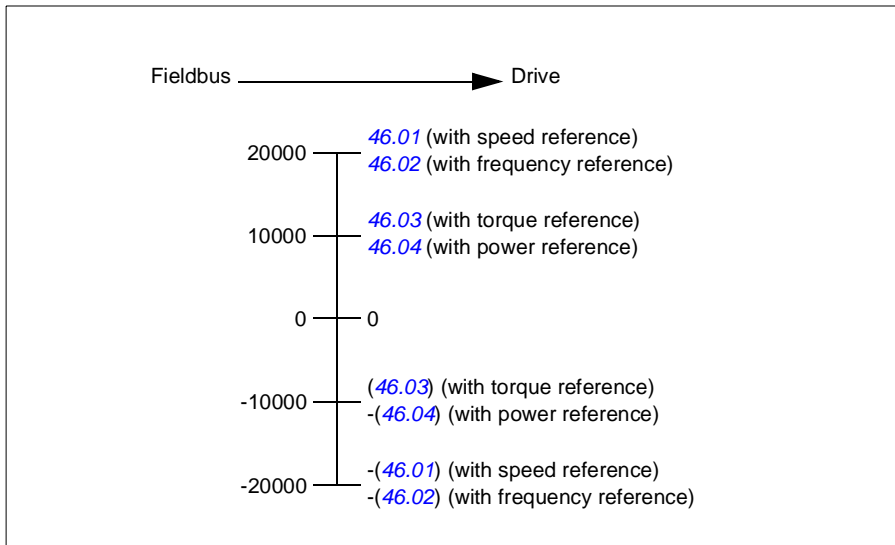 Fieldbus Drive
46.01 (with speed reference)
20000
46.02 (with frequency reference)
46.03 (with torque reference)
10000
46.04 (with power reference)
0 0
(46.03) (with torque reference)
-10000
-(46.04) (with power reference)
-(46.01) (with speed reference)
-20000
-(46.02) (with frequency reference)